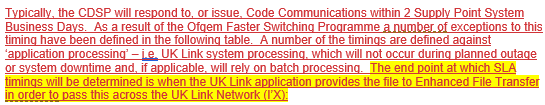 Typically, the CDSP will respond to, or issue, Code Communications within 2 Supply Point System
Business Days.  As a result of the Ofgem Faster Switching Programme a number of exceptions to this
timing have been defined in the following table.  A number of the timings are defined against
'application processing' – i.e. UK Link system processing, which will not occur during planned outage
or system downtime and, if applicable, will rely on batch processing.  The end point at which SLA
timings will be determined is when the UK Link application provides the file to Enhanced File Transfer
in order to pass this across the UK Link Network (I'X):